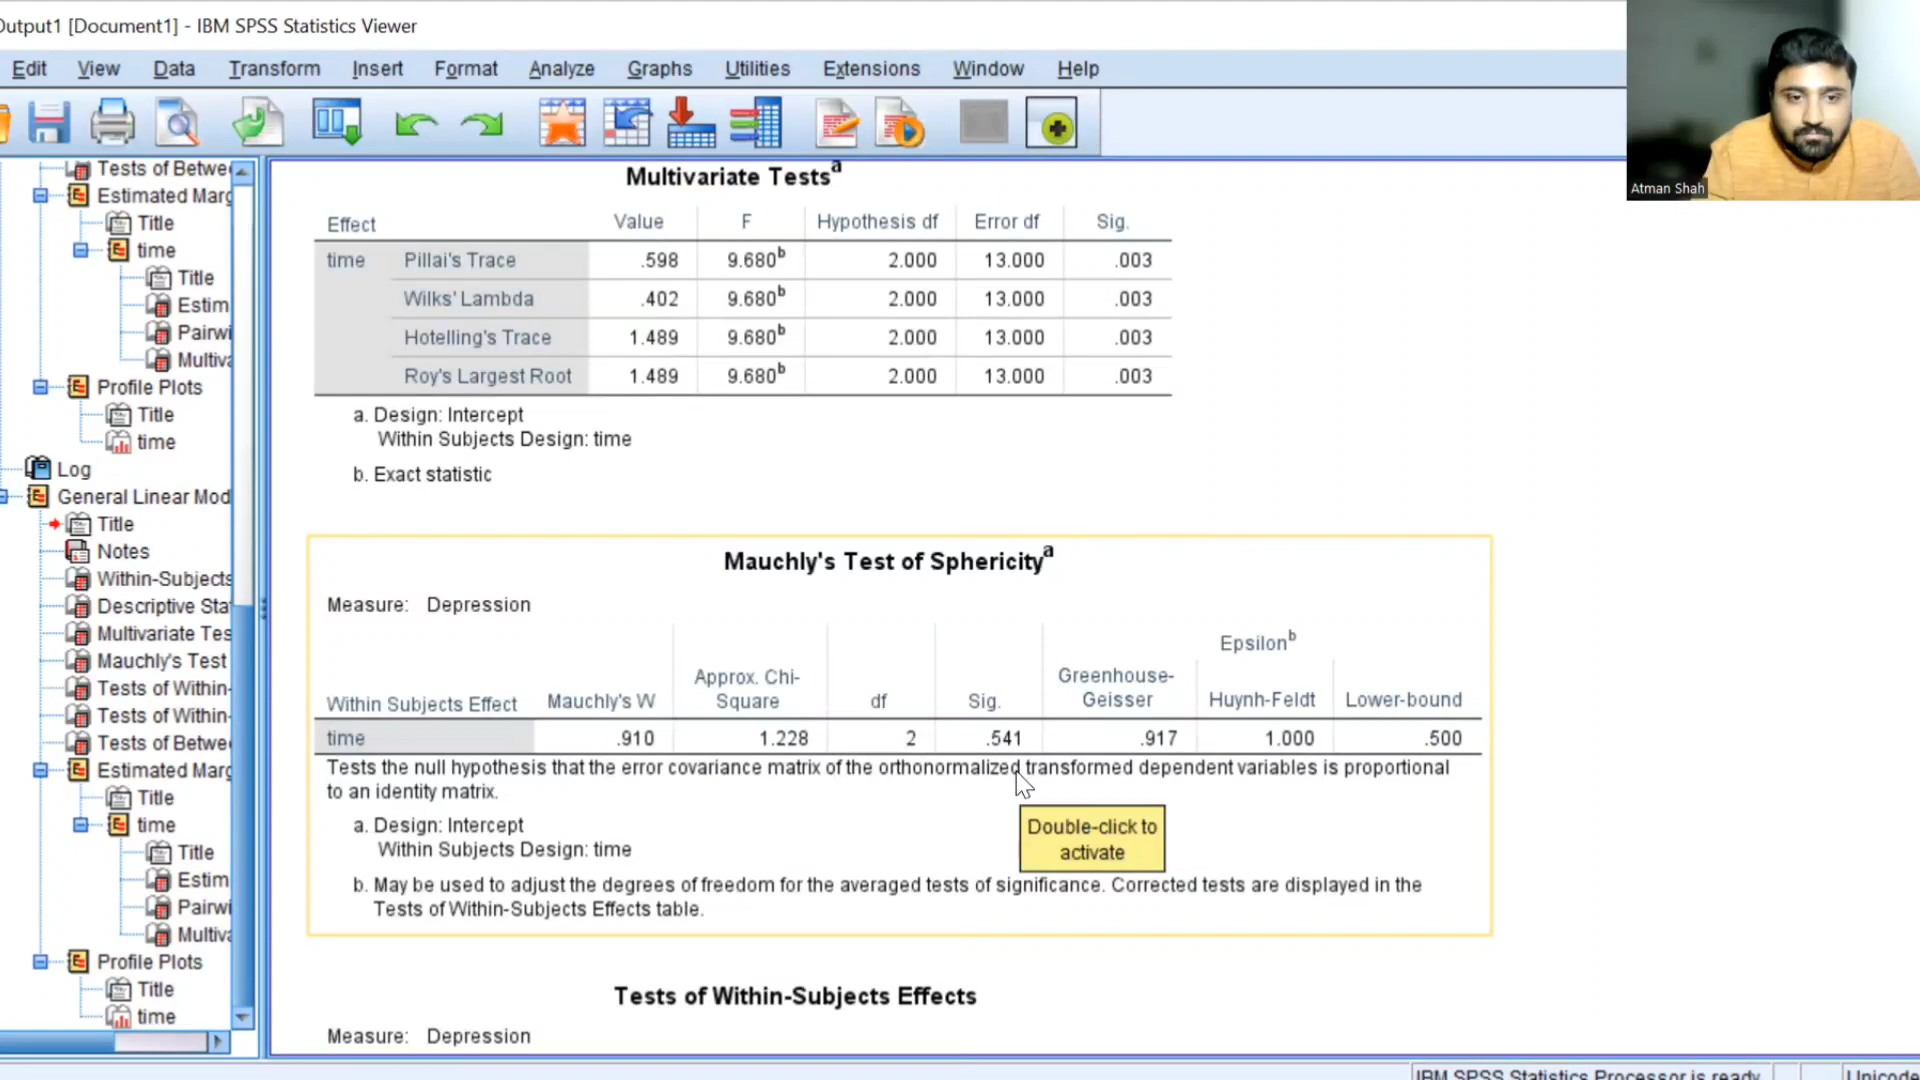 Output1 [Document1] - IBM SPSS Statistics Viewer
Edit View Data Transform Insert Format Analyze Graphs Utilities Extensions Window Help
Atman Shah
Tests of Betwe
Estimated Marg
Title
time
Title
Estim
Pairwi
Multiva
Profile Plots
Title
time
Log
General Linear Mod
Title
Notes
Within-Subjects
Descriptive Sta
Multivariate Tes
Mauchly's Test
Tests of Within-
Tests of Within-
Tests of Betwe
Estimated Marg
Title
time
Title
Estim
Pairwi
Multiva
Profile Plots
Title
time
Multivariate Tests a
Effect Value F Hypothesis df Error df Sig.
time Pillai's Trace .598 9.680 b 2.000 13.000 .003
Wilks' Lambda .402 9.680 b 2.000 13.000 .003
Hotelling's Trace 1.489 9.680 b 2.000 13.000 .003
Roy's Largest Root 1.489 9.680 b 2.000 13.000 .003
a. Design: Intercept
Within Subjects Design: time
b. Exact statistic
Mauchly's Test of Sphericity a
Measure: Depression
Epsilon b
Within Subjects Effect Mauchly's W Approx. Chi-Square df Sig. Greenhouse-Geisser Huynh-Feldt Lower-bound
time .910 1.228 2 .541 .917 1.000 .500
Tests the null hypothesis that the error covariance matrix of the orthonormalized transformed dependent variables is proportional
to an identity matrix.
a. Design: Intercept
Within Subjects Design: time
b. May be used to adjust the degrees of freedom for the averaged tests of significance. Corrected tests are displayed in the
Tests of Within-Subjects Effects table.
Double-click to
activate
Tests of Within-Subjects Effects
Measure: Depression
IBM SPSS Statistics Processor is ready
Unicode